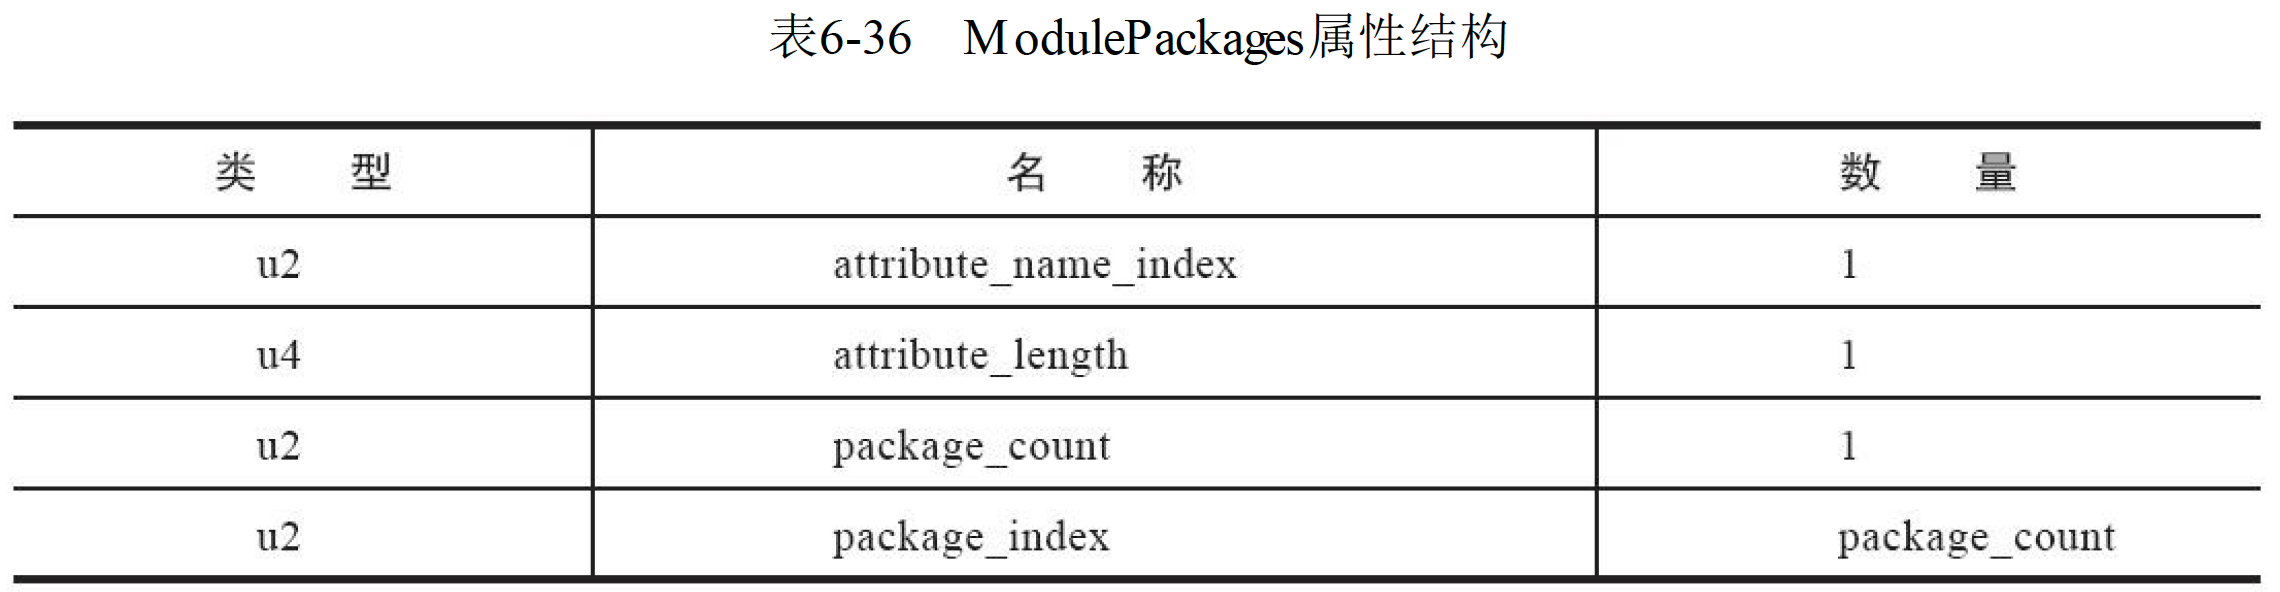 表6-36 ModulePackages属性结构
类 型 名 称 数 量
u2 attribute_name_index 1
u4 attribute_length 1
u2 package_count 1
u2 package_index package_count